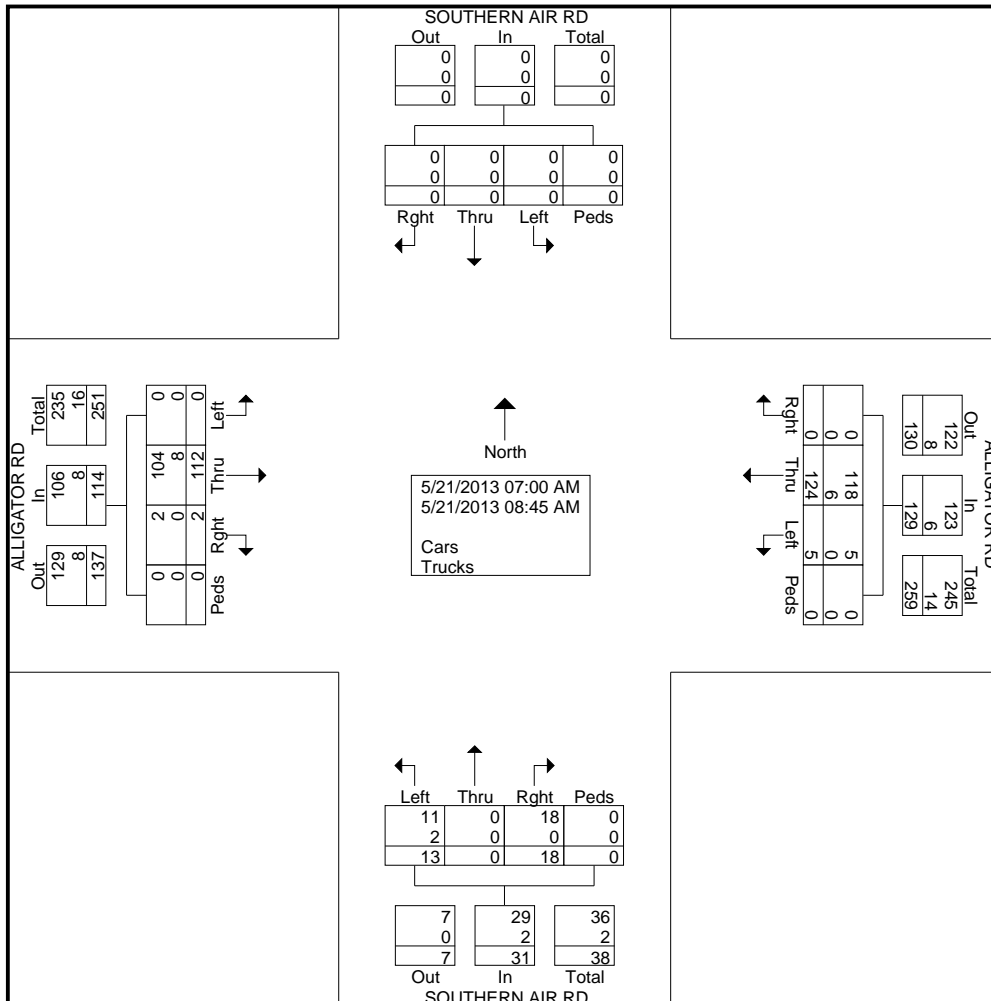 SOUTHERN AIR RD
Out In Total
0 0 0
0 0 0
0 0 0
0 0 0 0
0 0 0 0
0 0 0 0
Rght Thru Left Peds
ALLIGATOR RD
Total In Out
235 106 129
16 8 8
251 114 137
0 104 2 0
0 8 0 0
0 112 2 0
Left Thru Rght Peds
North
5/21/2013 07:00 AM
5/21/2013 08:45 AM
Cars
Trucks
Rght Thru Left Peds
0 118 5 0
0 6 0 0
0 124 5 0
Out In Total
122 123 245
8 6 14
130 129 259
ALLIGATOR RD
Left Thru Rght Peds
11 0 18 0
2 0 0 0
13 0 18 0
7 29 36
0 2 2
7 31 38
Out In Total
SOUTHERN AIR RD